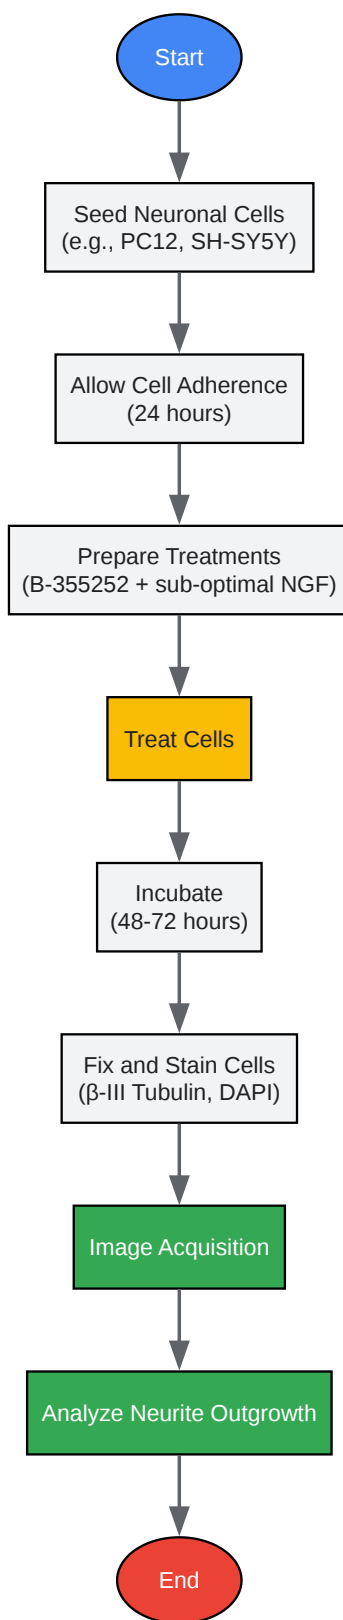 Start
Seed Neuronal Cells
(e.g., PC12, SH-SY5Y)
Allow Cell Adherence
(24 hours)
Prepare Treatments
(B-355252 + sub-optimal NGF)
Treat Cells
Incubate
(48-72 hours)
Fix and Stain Cells
(β-III Tubulin, DAPI)
Image Acquisition
Analyze Neurite Outgrowth
End